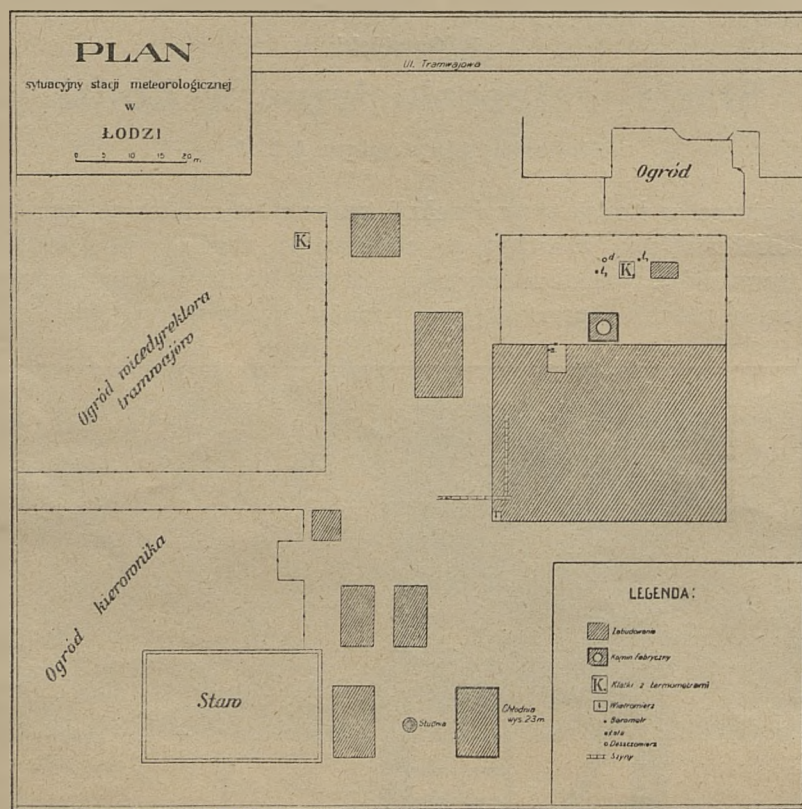 PLAN
sytuacyjny stacji meteorologicznej
w
ŁODZI
0 5 10 15 20 m.
Ul. Tramwajowa
Ogród
K.
d
K.
Ogród wicedyrektora
tramwajów
Ogród kierownika
Staw
Studnia
Chłodnia
wys. 23 m.
LEGENDA:
Zabudowania
Komin fabryczny
K. Klatki z termometrami
Wiatromierz
Barometr
Deszczomierz
Szyny